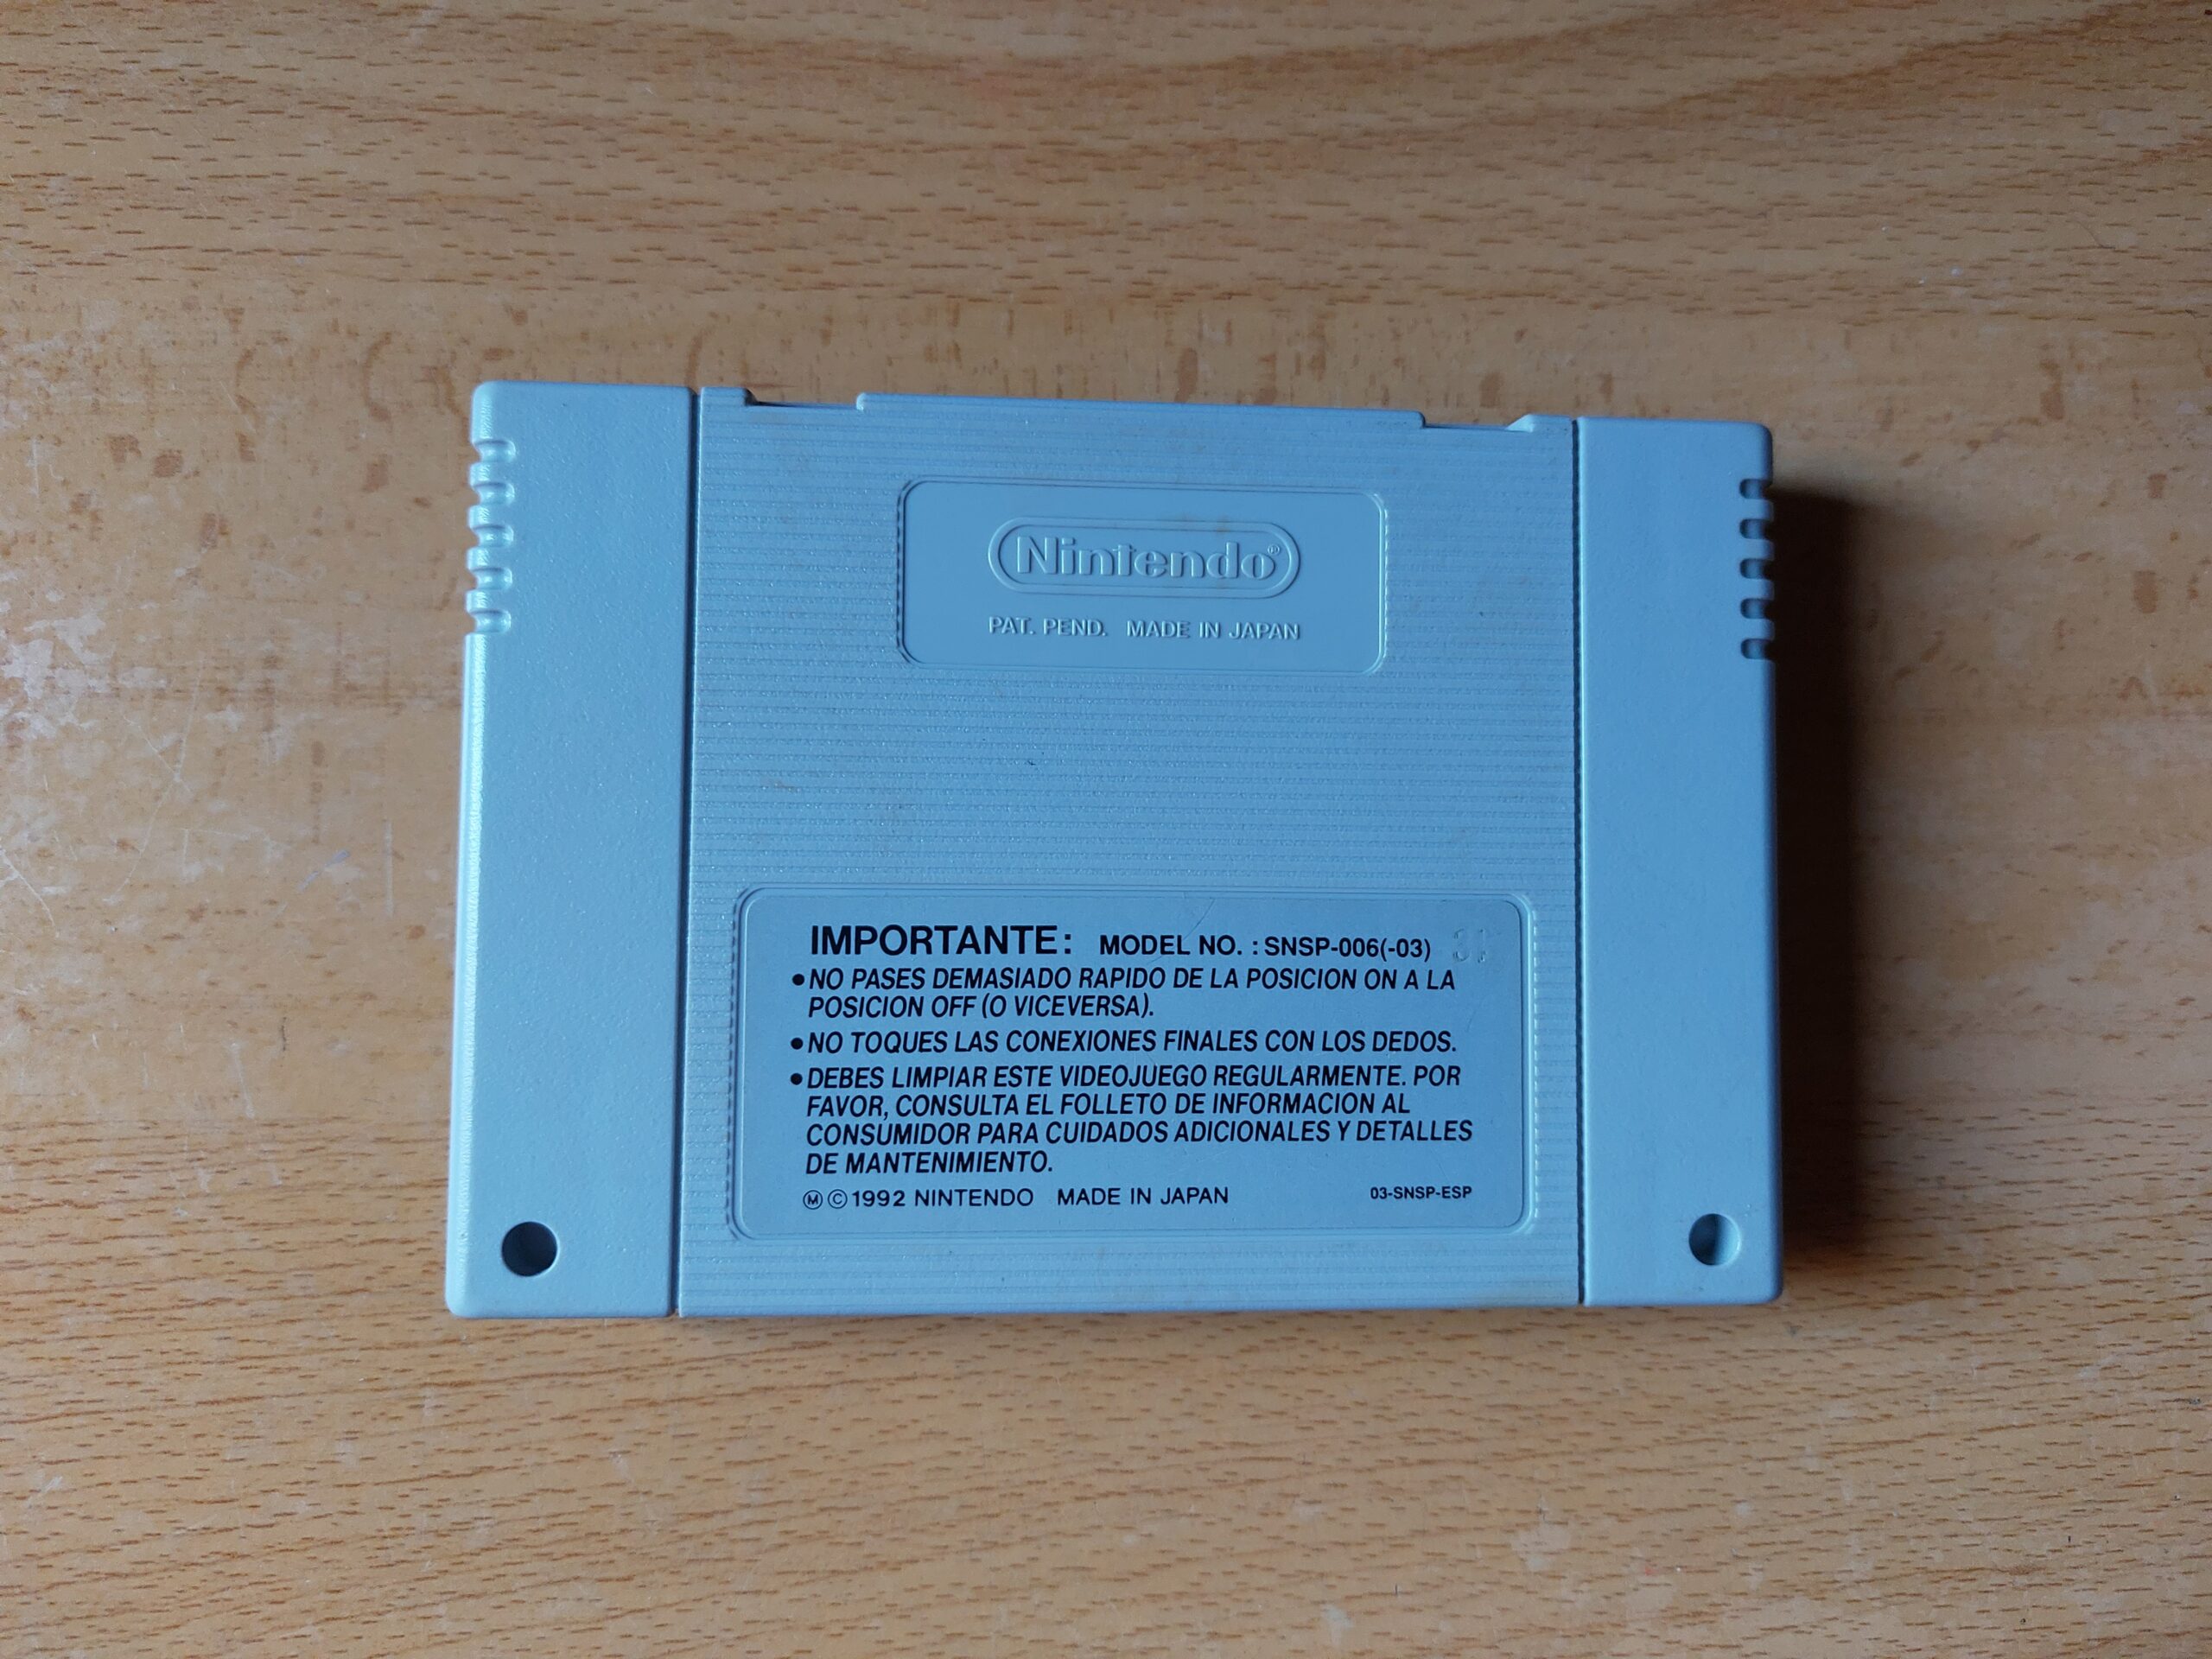 Nintendo®
PAT. PEND. MADE IN JAPAN
IMPORTANTE: MODEL NO. : SNSP-006(-03)
•NO PASES DEMASIADO RAPIDO DE LA POSICION ON A LA
POSICION OFF (O VICEVERSA).
•NO TOQUES LAS CONEXIONES FINALES CON LOS DEDOS.
•DEBES LIMPIAR ESTE VIDEOJUEGO REGULARMENTE. POR
FAVOR, CONSULTA EL FOLLETO DE INFORMACION AL
CONSUMIDOR PARA CUIDADOS ADICIONALES Y DETALLES
DE MANTENIMIENTO.
Ⓜ©1992 NINTENDO MADE IN JAPAN 03-SNSP-ESP